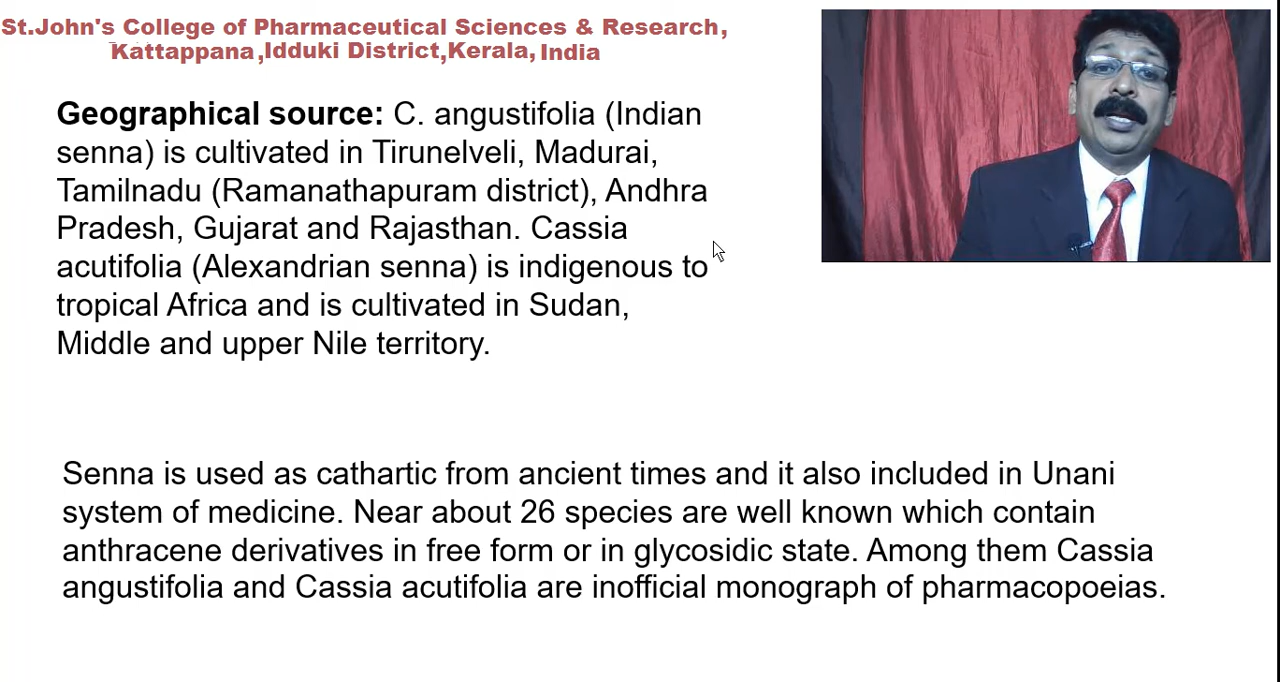 St.John's College of Pharmaceutical Sciences & Research,
Kattappana,Idduki District,Kerala, India
Geographical source: C. angustifolia (Indian
senna) is cultivated in Tirunelveli, Madurai,
Tamilnadu (Ramanathapuram district), Andhra
Pradesh, Gujarat and Rajasthan. Cassia
acutifolia (Alexandrian senna) is indigenous to
tropical Africa and is cultivated in Sudan,
Middle and upper Nile territory.
Senna is used as cathartic from ancient times and it also included in Unani
system of medicine. Near about 26 species are well known which contain
anthracene derivatives in free form or in glycosidic state. Among them Cassia
angustifolia and Cassia acutifolia are inofficial monograph of pharmacopoeias.